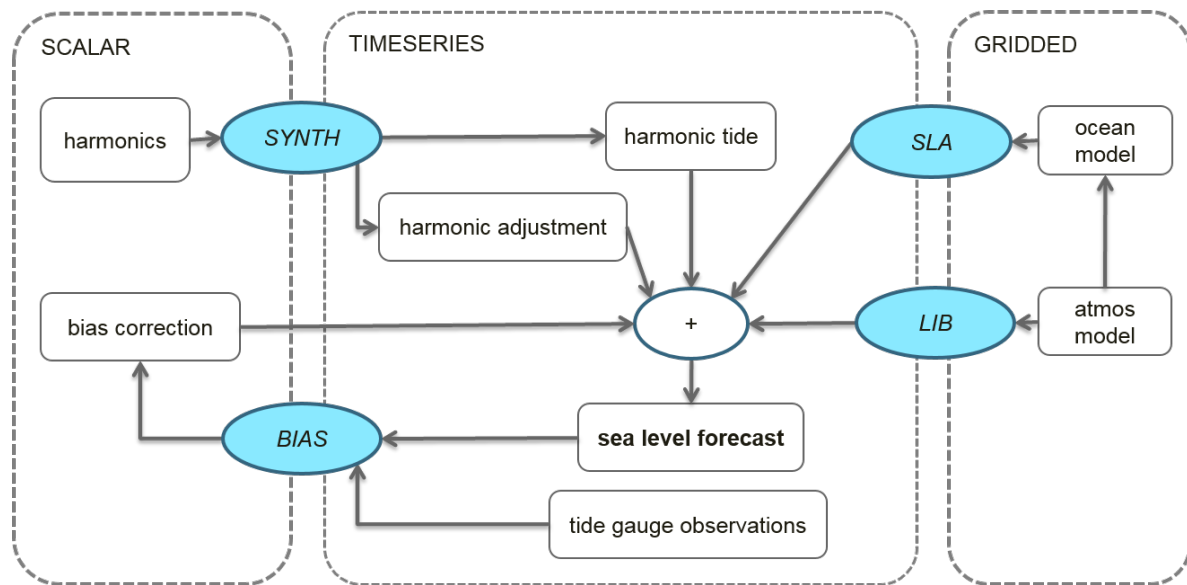 SCALAR
TIMESERIES
GRIDDED
harmonics
SYNTH
harmonic tide
SLA
ocean
model
harmonic adjustment
bias correction
+
LIB
atmos
model
BIAS
sea level forecast
tide gauge observations